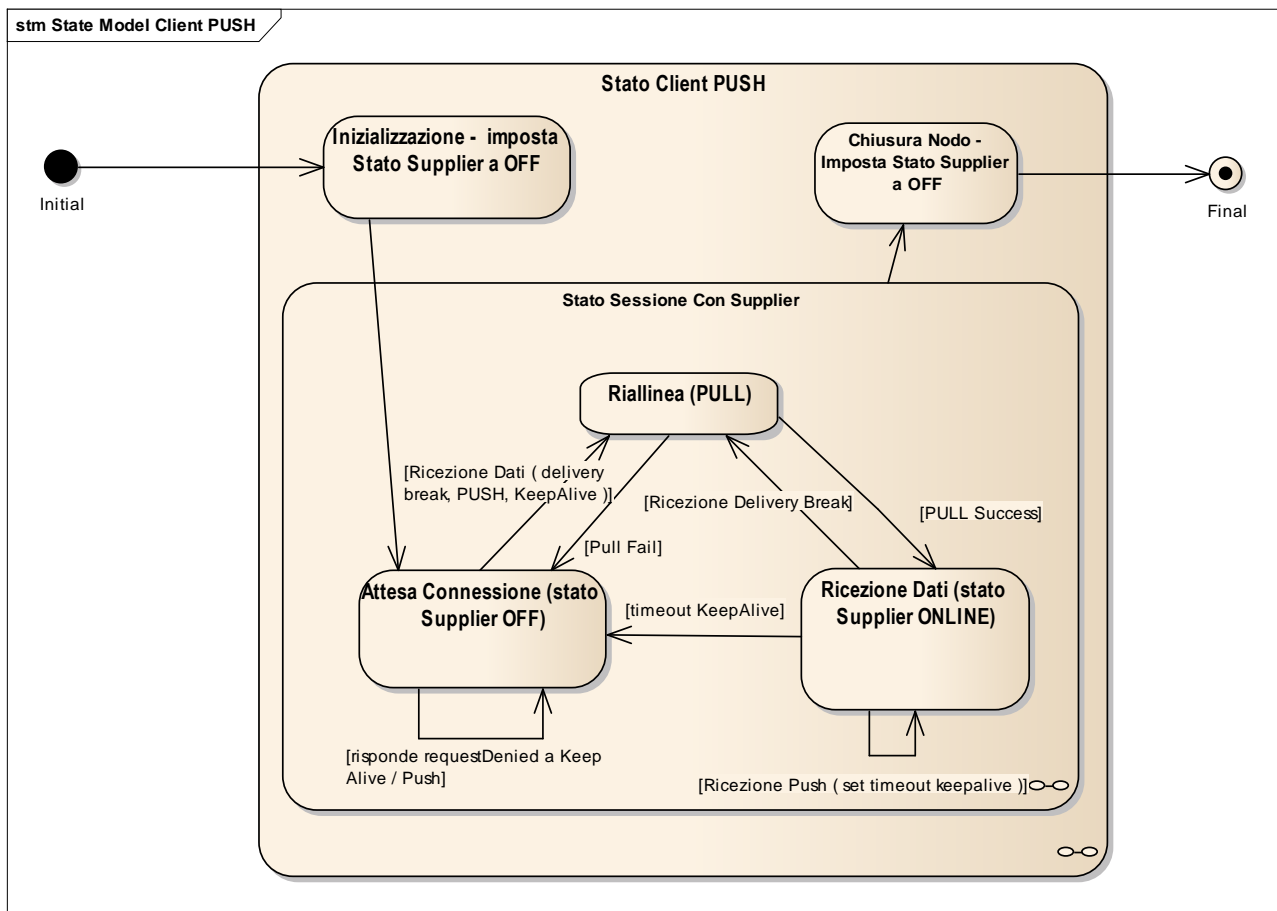 stm State Model Client PUSH
Stato Client PUSH
Inizializzazione - imposta
Stato Supplier a OFF
Chiusura Nodo -
Imposta Stato Supplier
a OFF
Initial
Final
Stato Sessione Con Supplier
Riallinea (PULL)
[Ricezione Dati ( delivery
break, PUSH, KeepAlive )]
[Ricezione Delivery Break]
[PULL Success]
[Pull Fail]
Attesa Connessione (stato
Supplier OFF)
[timeout KeepAlive]
Ricezione Dati (stato
Supplier ONLINE)
[risponde requestDenied a Keep
Alive / Push]
[Ricezione Push ( set timeout keepalive )]